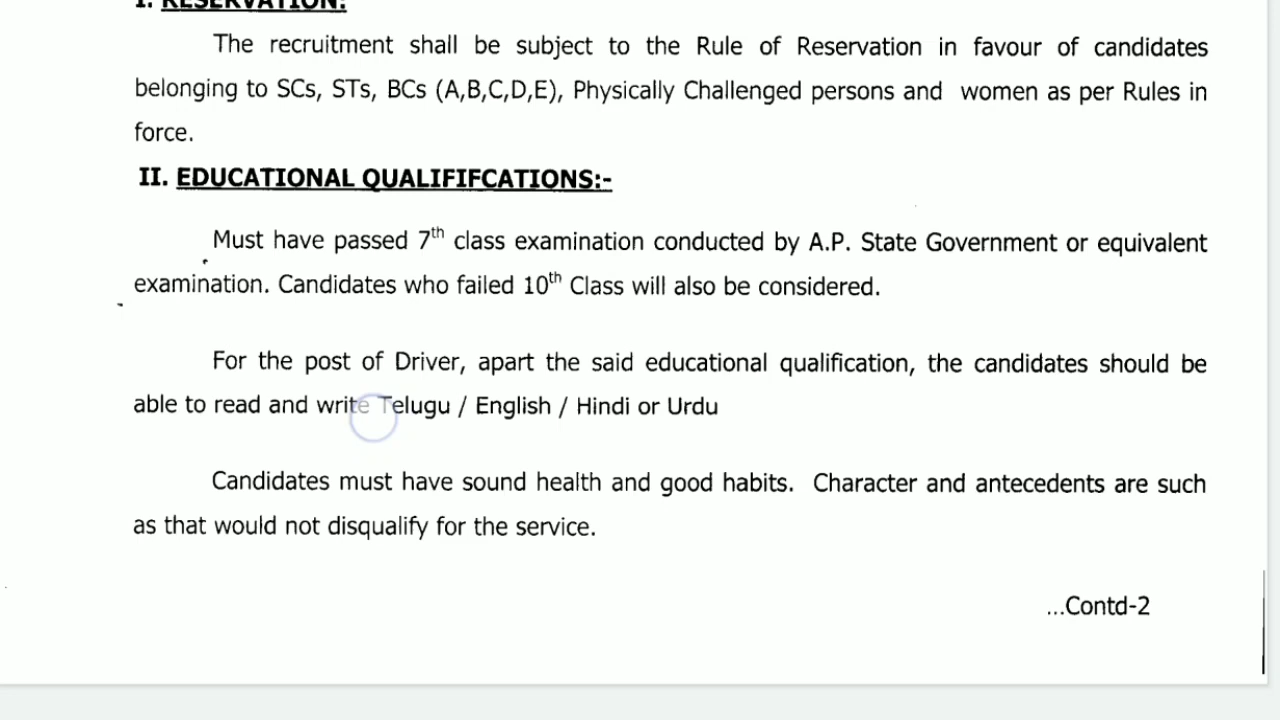 I. RESERVATION:
The recruitment shall be subject to the Rule of Reservation in favour of candidates
belonging to SCs, STs, BCs (A,B,C,D,E), Physically Challenged persons and women as per Rules in
force.
II. EDUCATIONAL QUALIFIFCATIONS:-
Must have passed 7th class examination conducted by A.P. State Government or equivalent
examination. Candidates who failed 10th Class will also be considered.
For the post of Driver, apart the said educational qualification, the candidates should be
able to read and write Telugu / English / Hindi or Urdu
Candidates must have sound health and good habits. Character and antecedents are such
as that would not disqualify for the service.
...Contd-2